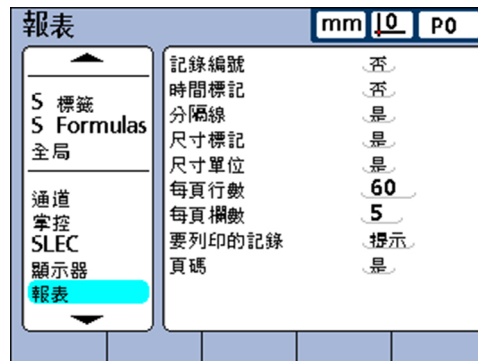 報表 mm 10 P0
S 標籤
S Formulas
全局
通道
掌控
SLEC
顯示器
報表
記錄編號 否
時間標記 否
分隔線 是
尺寸標記 是
尺寸單位 是
每頁行數 60
每頁欄數 5
要列印的記錄 提示
頁碼 是